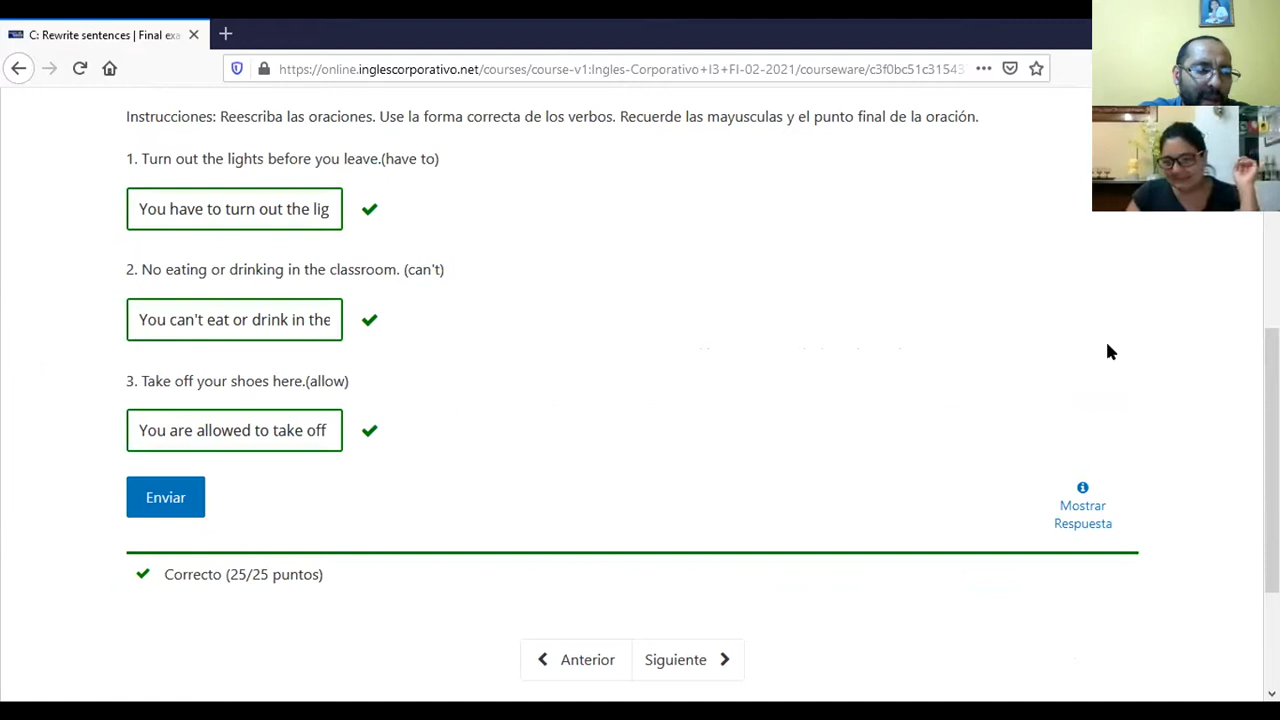 C: Rewrite sentences | Final exa
https://online.inglescorporativo.net/courses/course-v1:Ingles-Corporativo+I3+FI-02-2021/courseware/c3f0bc51c31543
Instrucciones: Reescriba las oraciones. Use la forma correcta de los verbos. Recuerde las mayusculas y el punto final de la oración.
1. Turn out the lights before you leave.(have to)
You have to turn out the lig
2. No eating or drinking in the classroom. (can't)
You can't eat or drink in the
3. Take off your shoes here.(allow)
You are allowed to take off
Enviar
Mostrar
Respuesta
Correcto (25/25 puntos)
Anterior
Siguiente